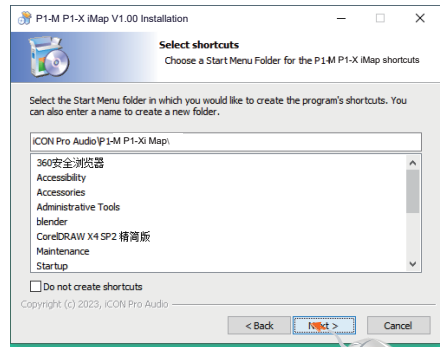 P1-M P1-X iMap V1.00 Installation
Select shortcuts
Choose a Start Menu Folder for the P1-M P1-X iMap shortcuts
Select the Start Menu folder in which you would like to create the program's shortcuts. You
can also enter a name to create a new folder.
iCON Pro Audio\P1-M P1-Xi Map\
360安全浏览器
Accessibility
Accessories
Administrative Tools
blender
CorelDRAW X4 SP2 精简版
Maintenance
Startup
Do not create shortcuts
Copyright (c) 2023, iCON Pro Audio
< Back
Next >
Cancel